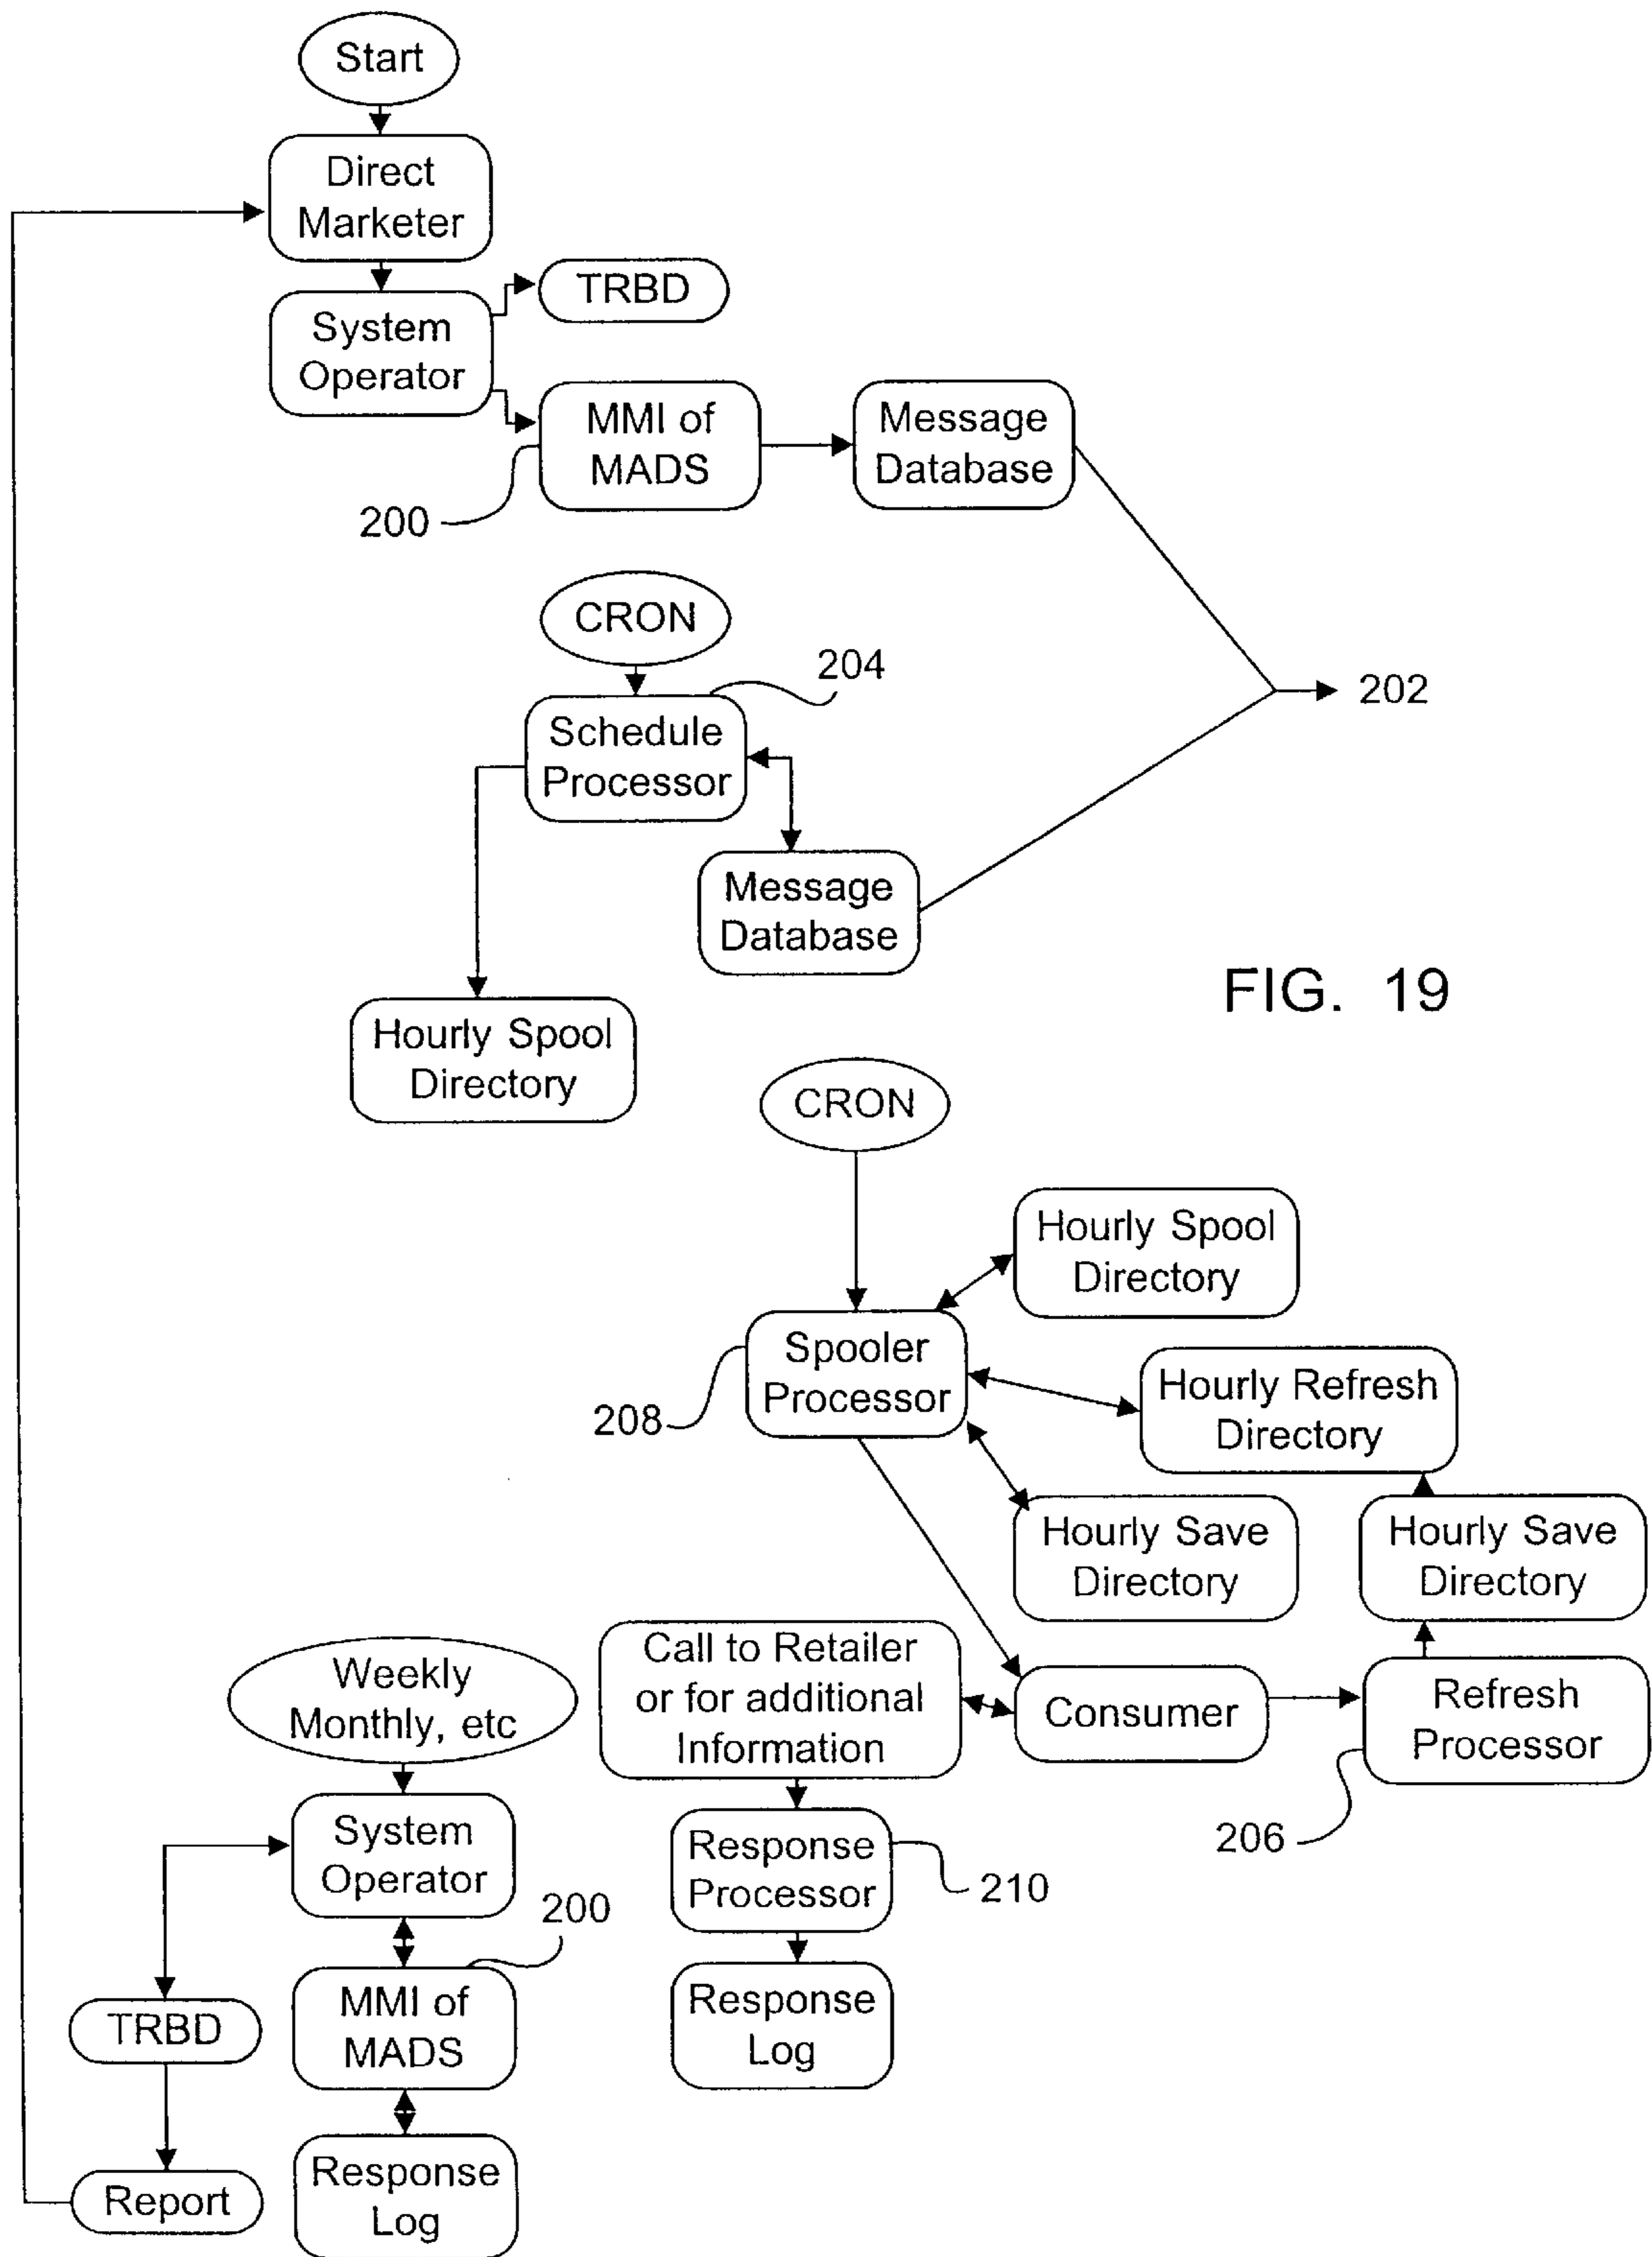 Start
Direct
Marketer
TRBD
System
Operator
MMI of
MADS
Message
Database
200
CRON
204
202
Schedule
Processor
Message
Database
FIG. 19
Hourly Spool
Directory
CRON
Hourly Spool
Directory
Spooler
Processor
208
Hourly Refresh
Directory
Hourly Save
Directory
Hourly Save
Directory
Weekly
Monthly, etc
Call to Retailer
or for additional
Information
Consumer
Refresh
Processor
206
System
Operator
Response
Processor
210
200
TRBD
MMI of
MADS
Response
Log
Report
Response
Log